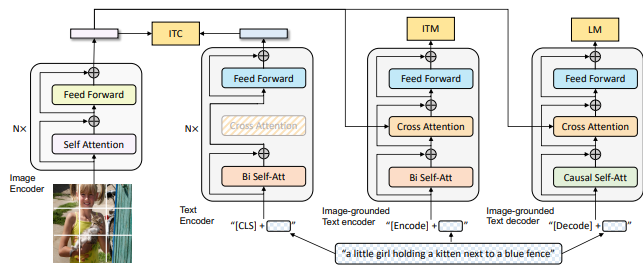 ITC
ITM
LM
N×
Feed Forward
Self Attention
Image
Encoder
N×
Feed Forward
Cross Attention
Bi Self-Att
Text
Encoder
"[CLS] + "
Feed Forward
Cross Attention
Bi Self-Att
Image-grounded
Text encoder
"[Encode] + "
Feed Forward
Cross Attention
Causal Self-Att
Image-grounded
Text decoder
"[Decode] + "
"a little girl holding a kitten next to a blue fence"